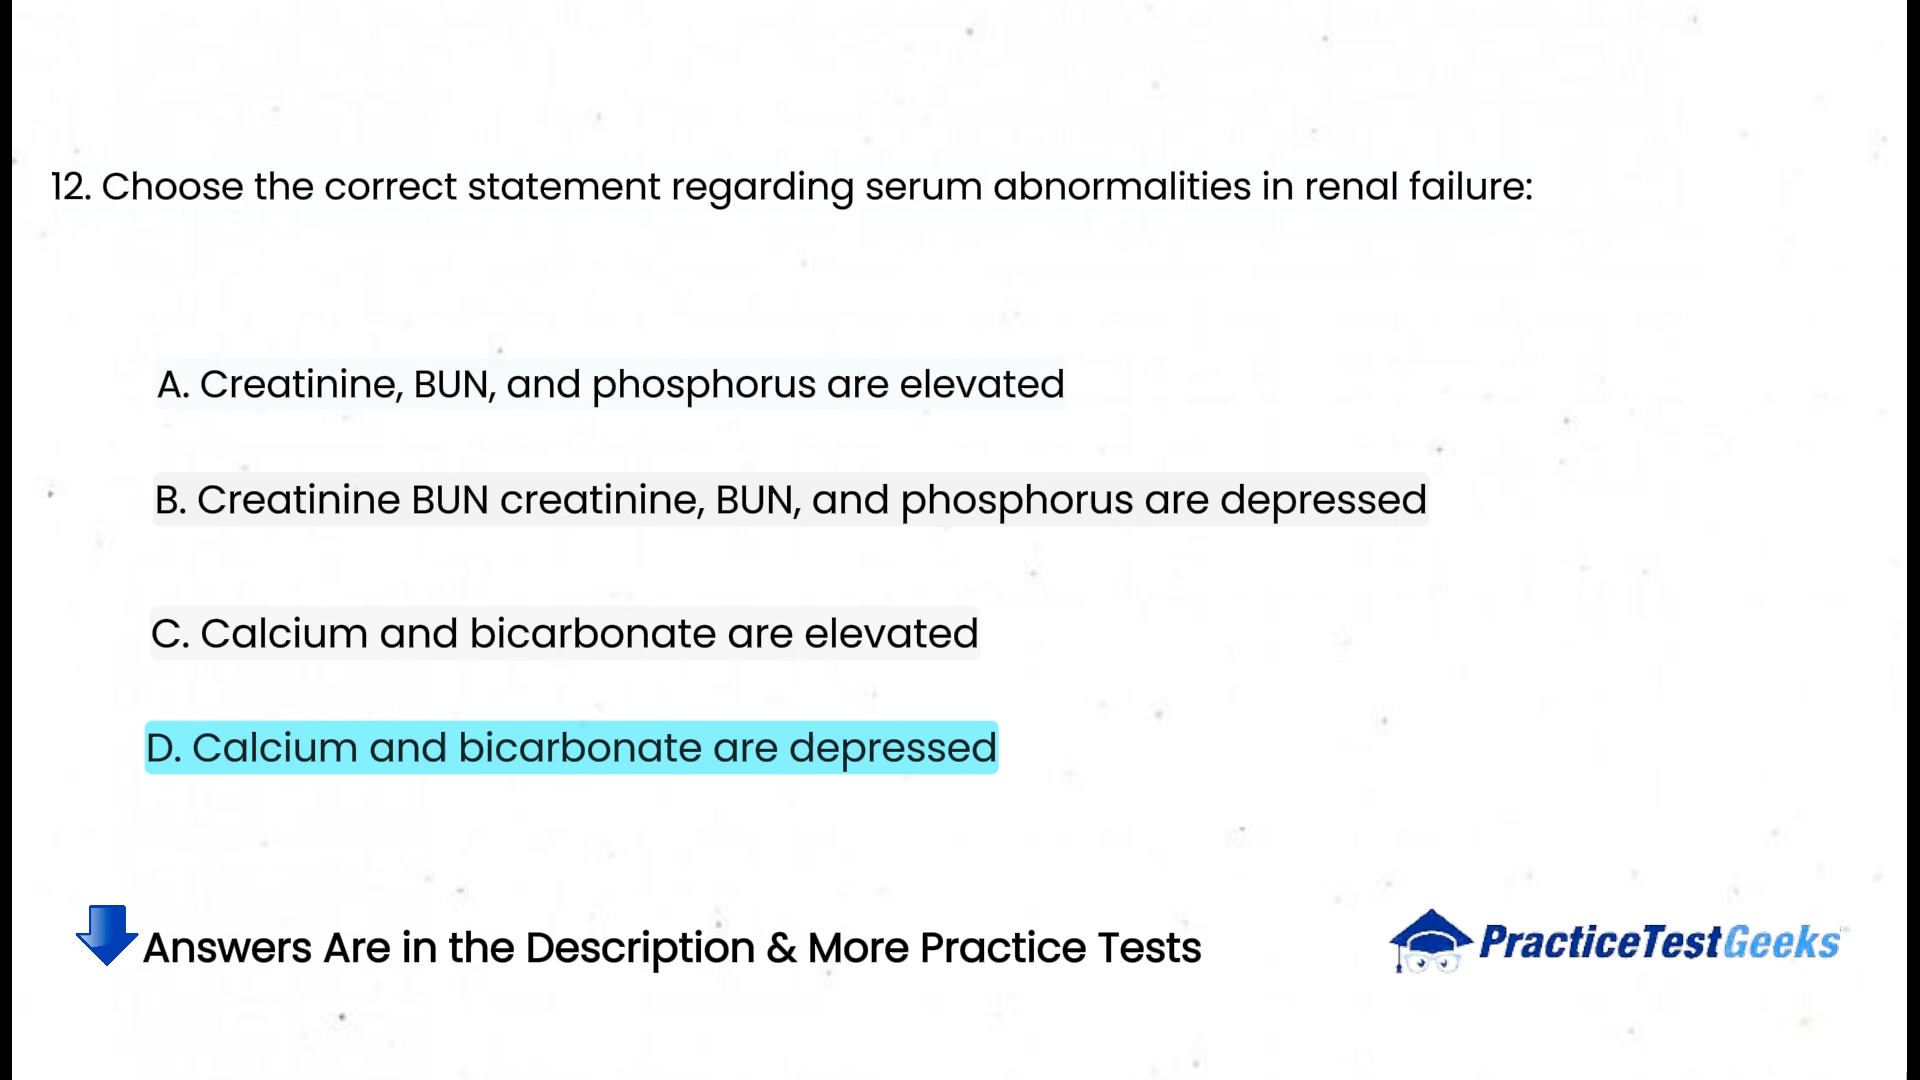 12. Choose the correct statement regarding serum abnormalities in renal failure:
A. Creatinine, BUN, and phosphorus are elevated
B. Creatinine BUN creatinine, BUN, and phosphorus are depressed
C. Calcium and bicarbonate are elevated
D. Calcium and bicarbonate are depressed
Answers Are in the Description & More Practice Tests
PracticeTestGeeks